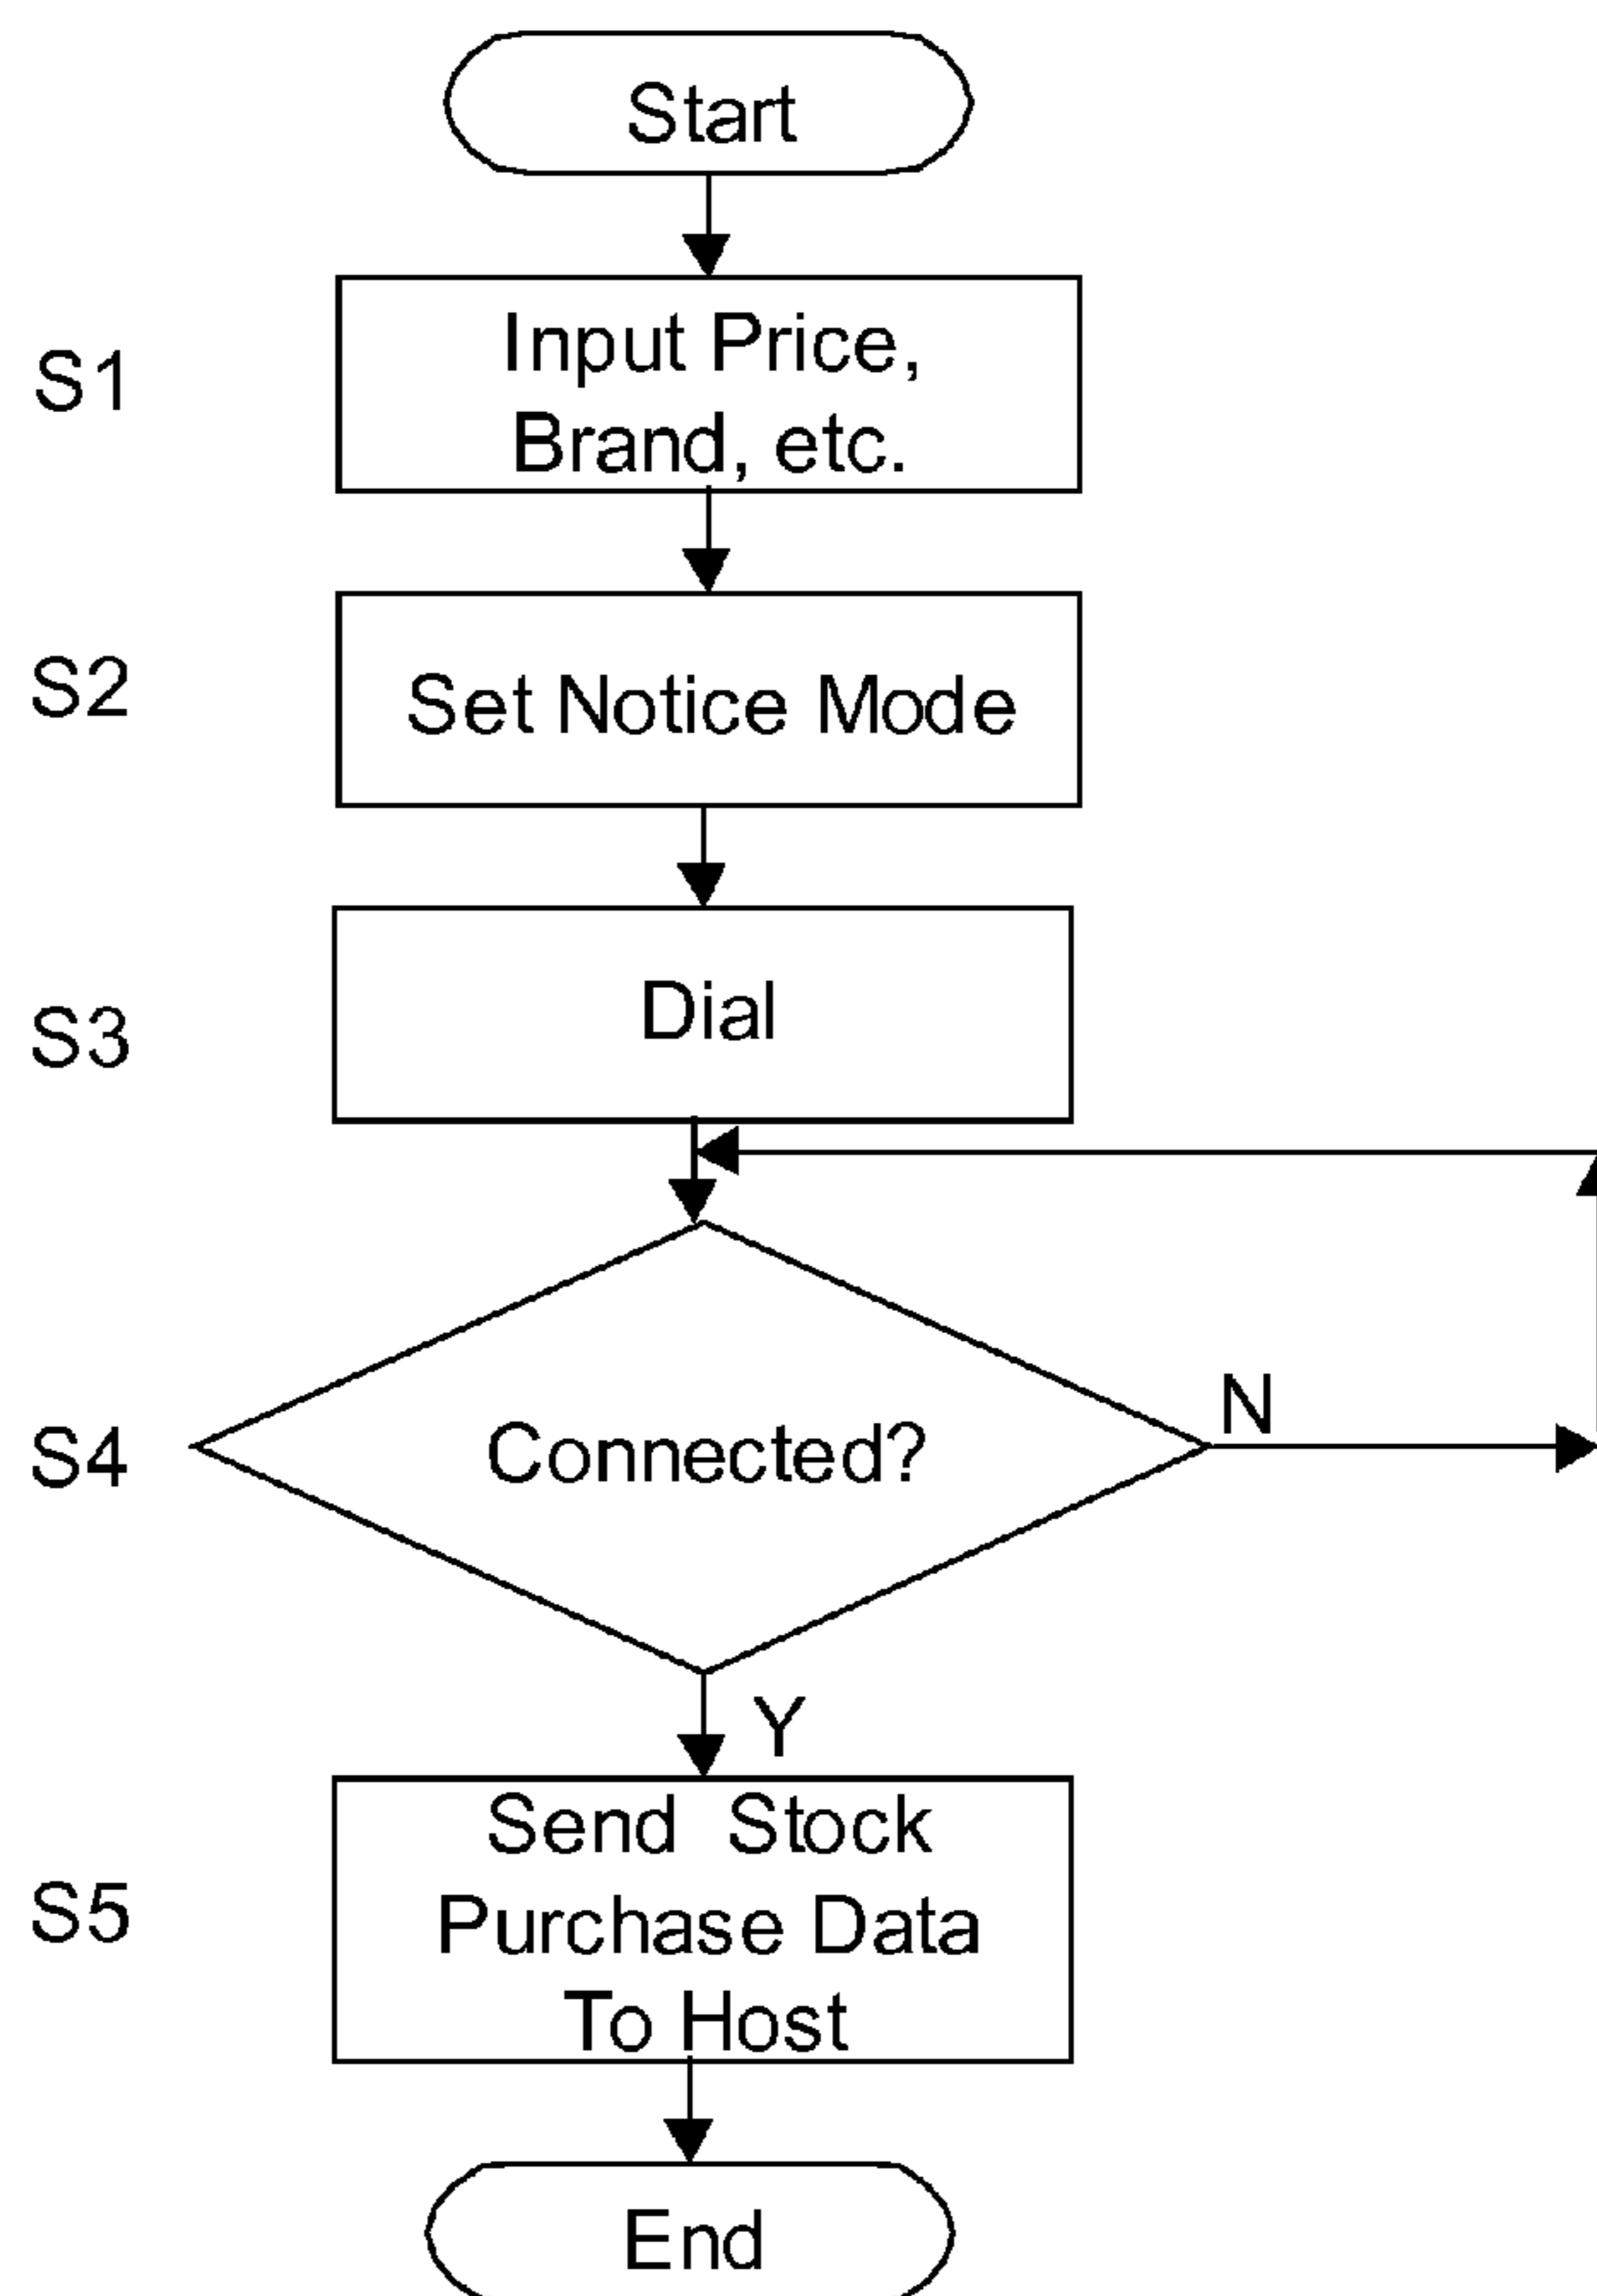 Start
S1
Input Price,
Brand, etc.
S2
Set Notice Mode
S3
Dial
S4
Connected?
N
Y
S5
Send Stock
Purchase Data
To Host
End